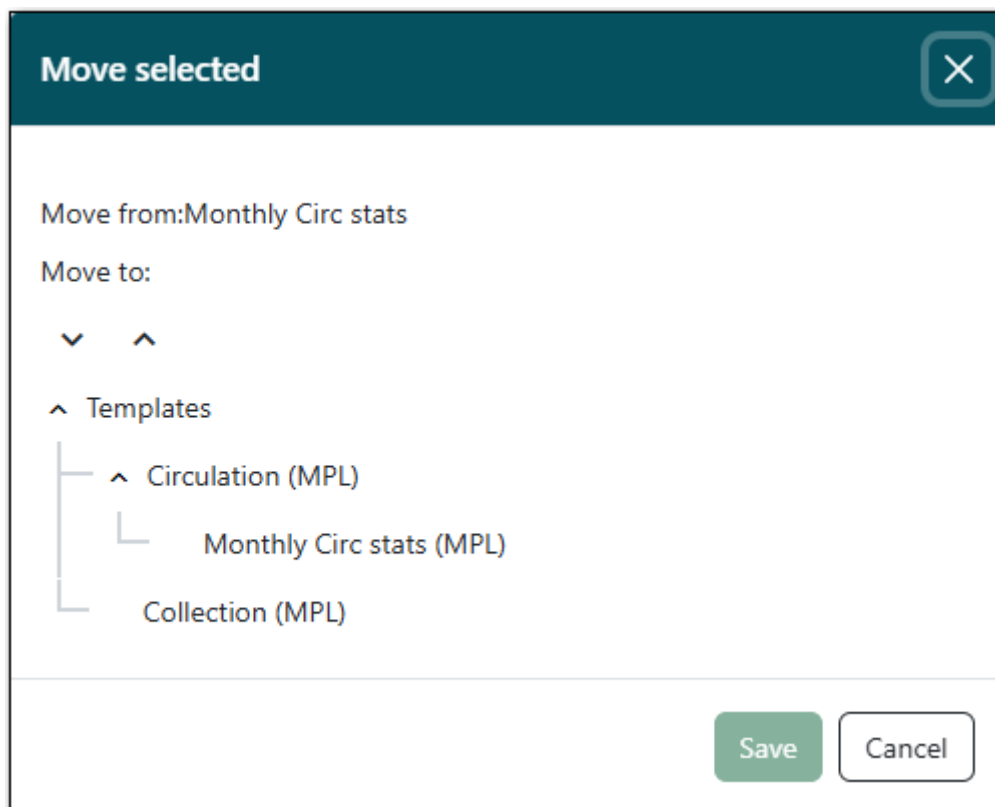 Move selected
Move from:Monthly Circ stats
Move to:
Templates
Circulation (MPL)
Monthly Circ stats (MPL)
Collection (MPL)
Save Cancel